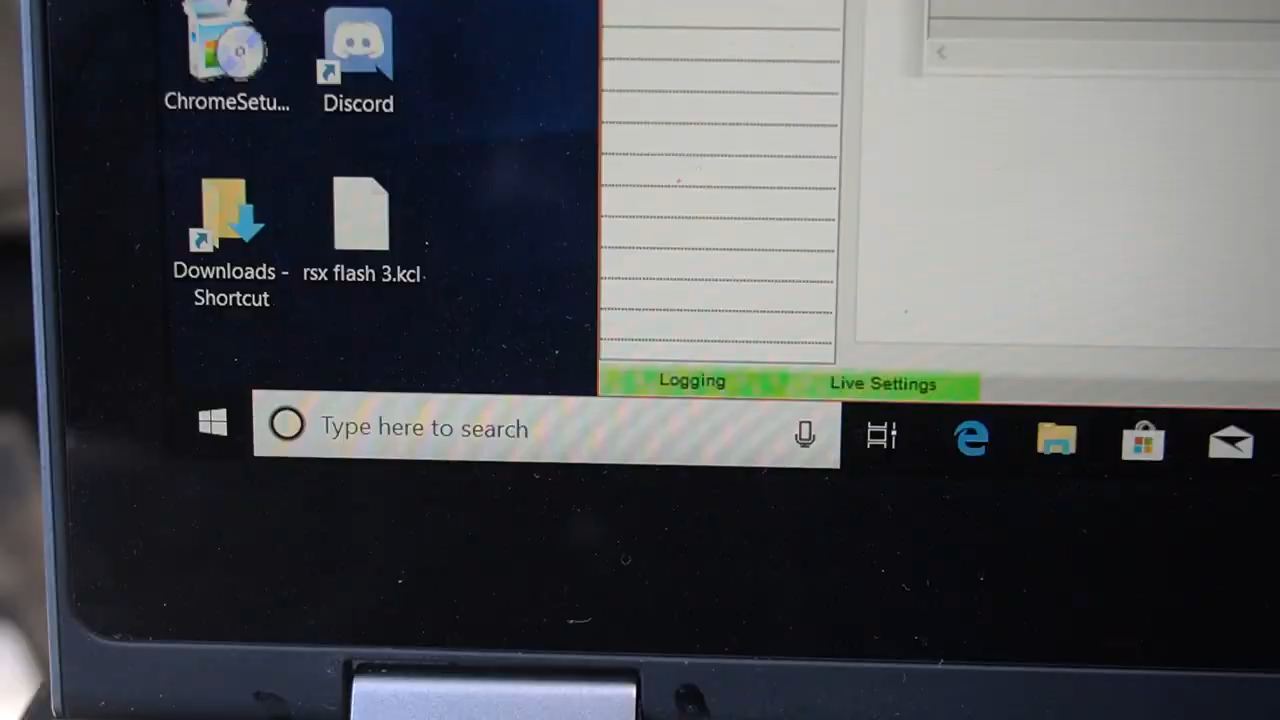 ChromeSetu...
Discord
Downloads -
Shortcut
rsx flash 3.kcl
Logging
Live Settings
Type here to search